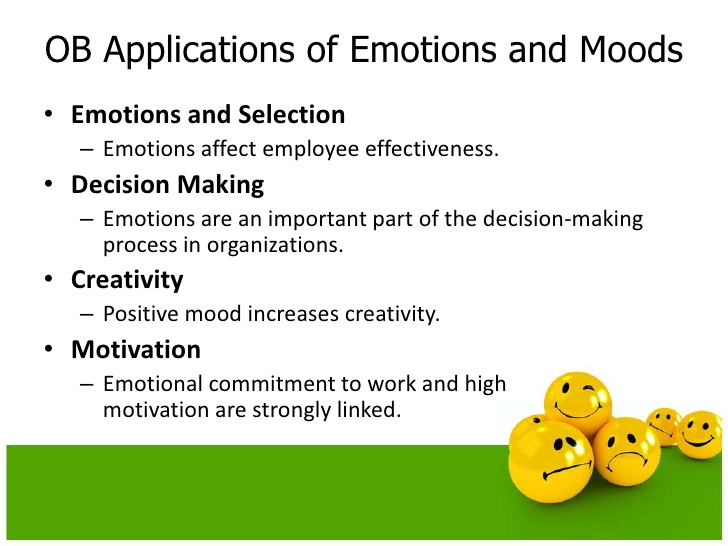 OB Applications of Emotions and Moods
• Emotions and Selection
– Emotions affect employee effectiveness.
• Decision Making
– Emotions are an important part of the decision-making
process in organizations.
• Creativity
– Positive mood increases creativity.
• Motivation
– Emotional commitment to work and high
motivation are strongly linked.